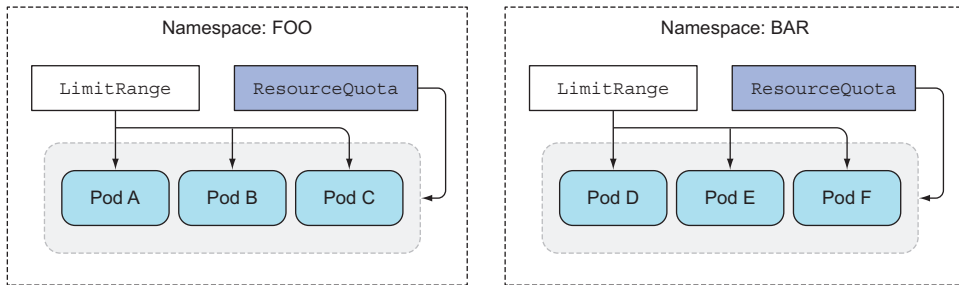 Namespace: FOO
LimitRange
ResourceQuota
Pod A
Pod B
Pod C
Namespace: BAR
LimitRange
ResourceQuota
Pod D
Pod E
Pod F